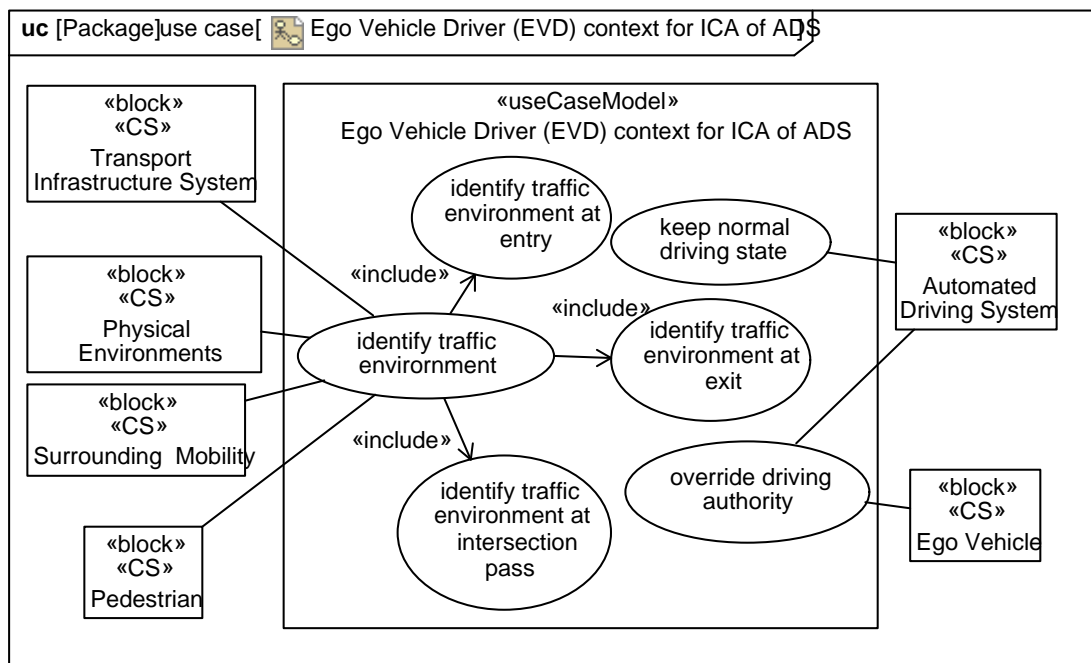 uc [Package]use case[ Ego Vehicle Driver (EVD) context for ICA of ADS]
«block»
«CS»
Transport
Infrastructure System
«block»
«CS»
Physical
Environments
«block»
«CS»
Surrounding Mobility
«block»
«CS»
Pedestrian
«useCaseModel»
Ego Vehicle Driver (EVD) context for ICA of ADS
identify traffic
environment at
entry
keep normal
driving state
«include»
identify traffic
envirornment
«include»
identify traffic
environment at
exit
«include»
identify traffic
environment at
intersection
pass
override driving
authority
«block»
«CS»
Automated
Driving System
«block»
«CS»
Ego Vehicle